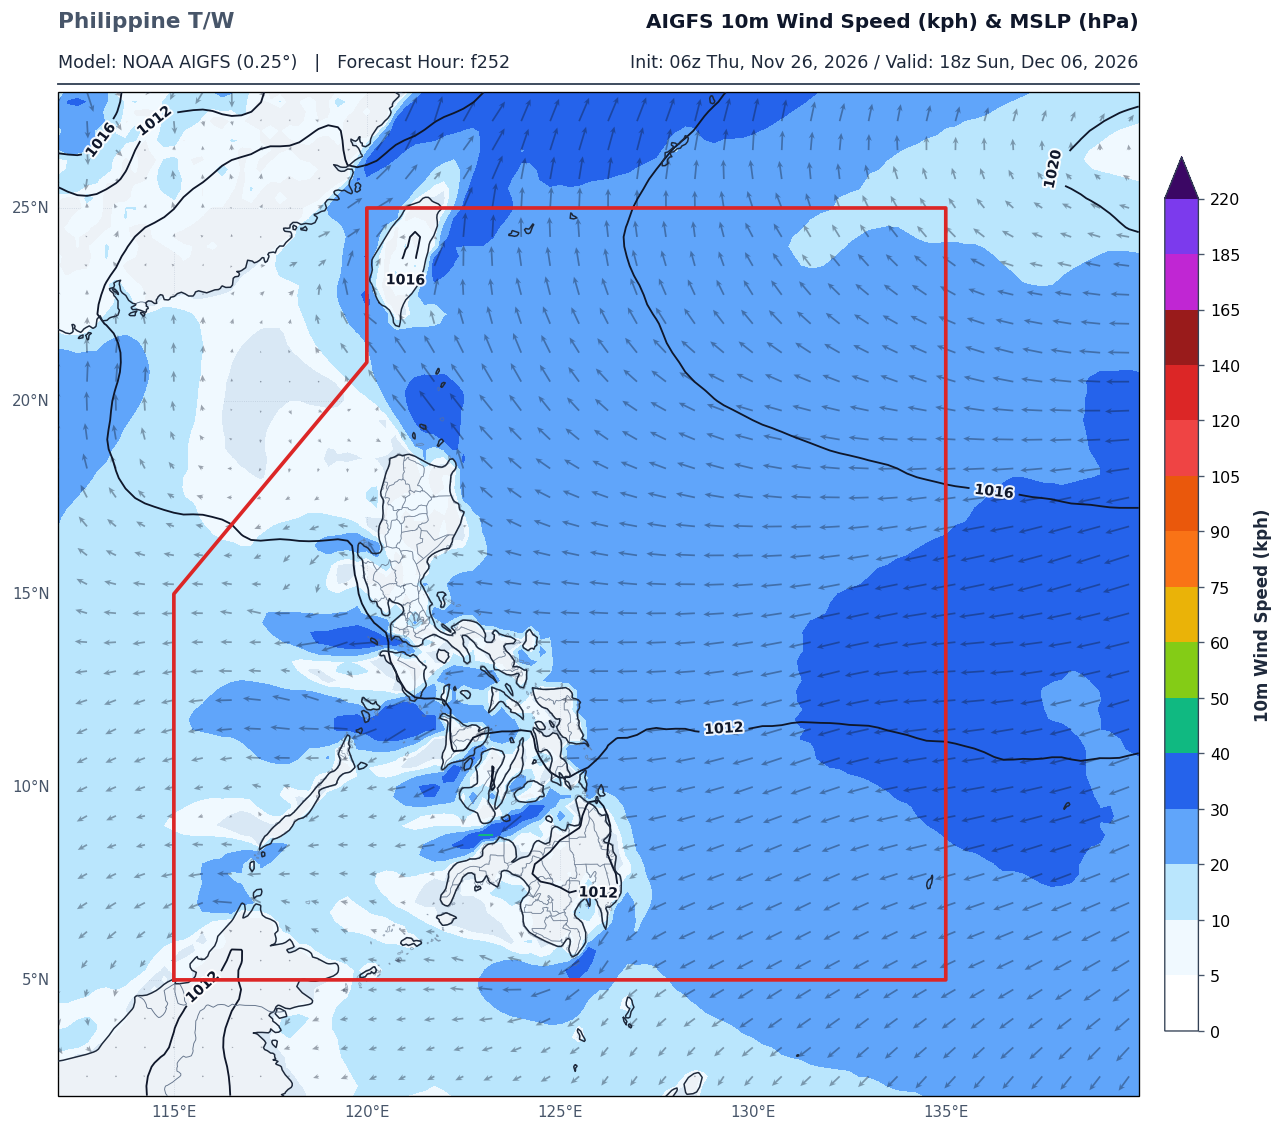 Philippine T/W
AIGFS 10m Wind Speed (kph) & MSLP (hPa)
Model: NOAA AIGFS (0.25°)   |   Forecast Hour: f252
Init: 06z Thu, Nov 26, 2026 / Valid: 18z Sun, Dec 06, 2026
1016
1012
1020
1016
1016
1012
1012
1012
25°N
20°N
15°N
10°N
5°N
115°E
120°E
125°E
130°E
135°E
220
185
165
140
120
105
90
75
60
50
40
30
20
10
5
0
10m Wind Speed (kph)